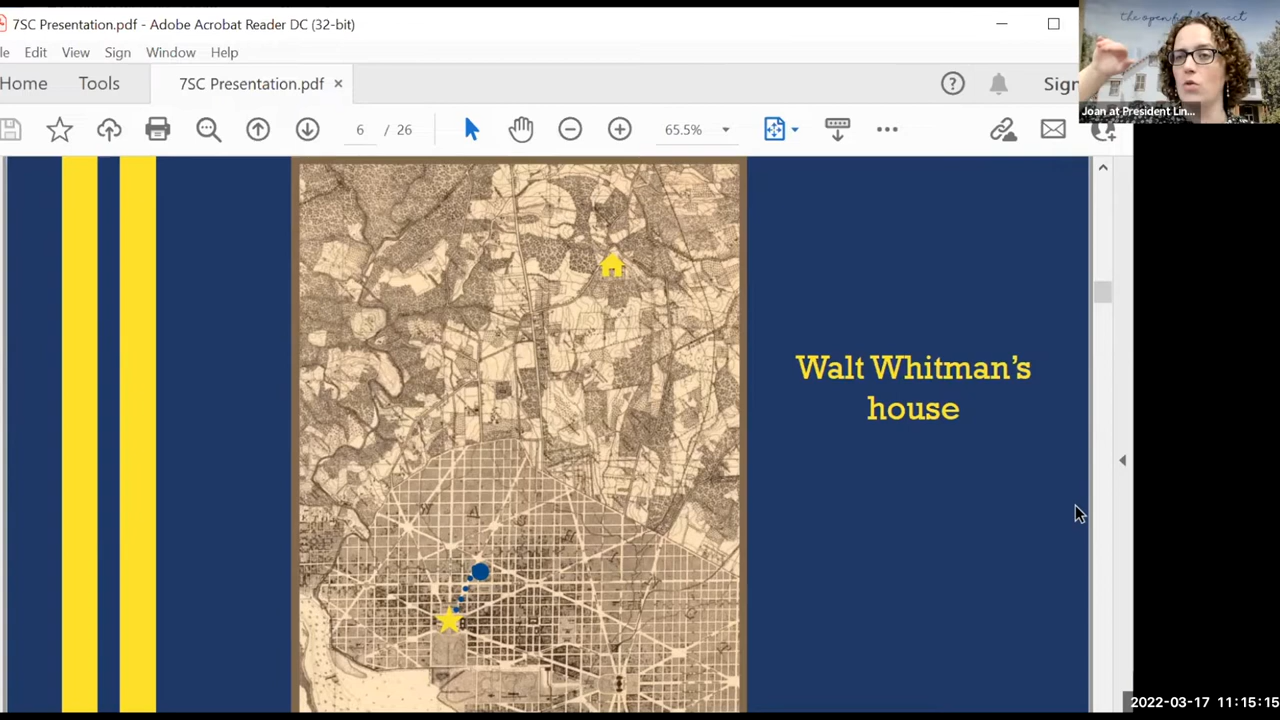 7SC Presentation.pdf - Adobe Acrobat Reader DC (32-bit)
le Edit View Sign Window Help
Home Tools 7SC Presentation.pdf × Sign
6 / 26 65.5%
the open
Joan at President Lin...
Walt Whitman's
house
2022-03-17 11:15:15